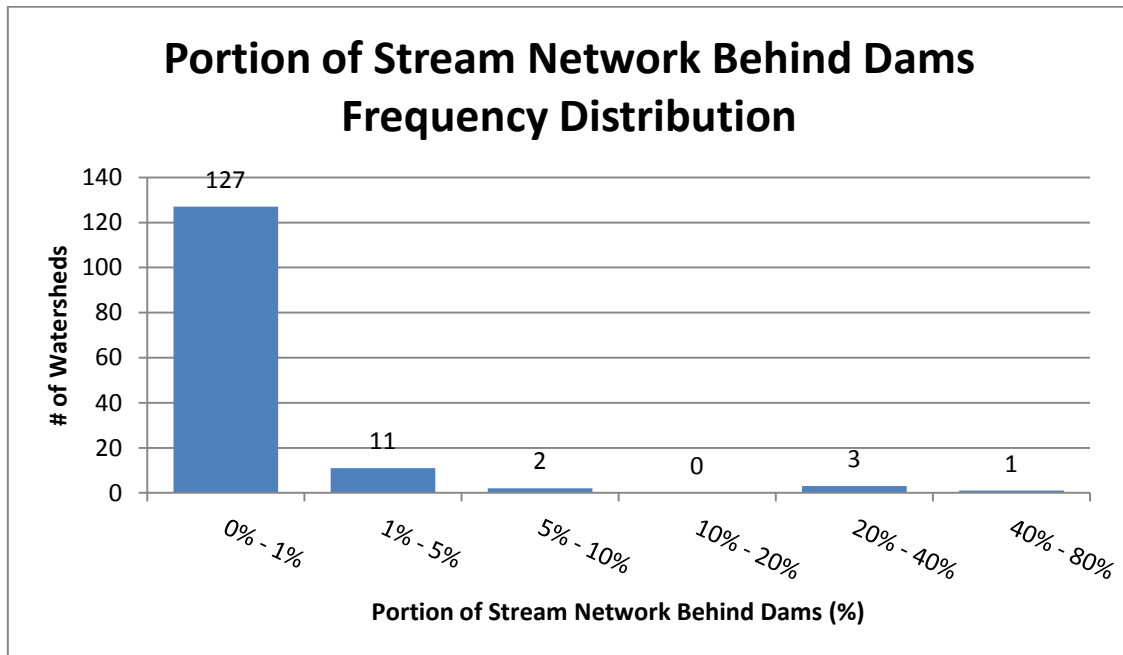 Portion of Stream Network Behind Dams
Frequency Distribution
# of Watersheds
140
120
100
80
60
40
20
0
127
11
2
0
3
1
0% - 1%
1% - 5%
5% - 10%
10% - 20%
20% - 40%
40% - 80%
Portion of Stream Network Behind Dams (%)